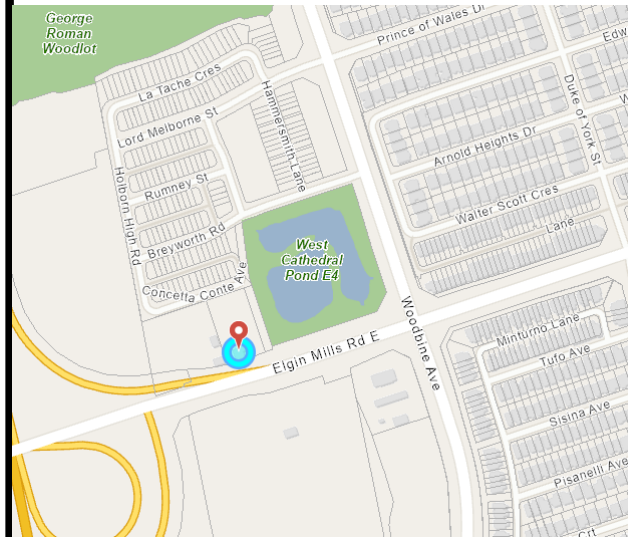 George
Roman
Woodlot
Prince of Wales Dr
La Tache Cres
Hammersmith Lane
Lord Melborne St
Edw
Duke of York St
W
Arnold Heights Dr
Holborn High Rd
Rumney St
Walter Scott Cres
Breyworth Rd
Lane
West
Cathedral
Pond E4
Concetta Conte Ave
Woodbine Ave
Elgin Mills Rd E
Minturno Lane
Tufo Ave
Sisina Ave
Pisanelli Ave
Crt